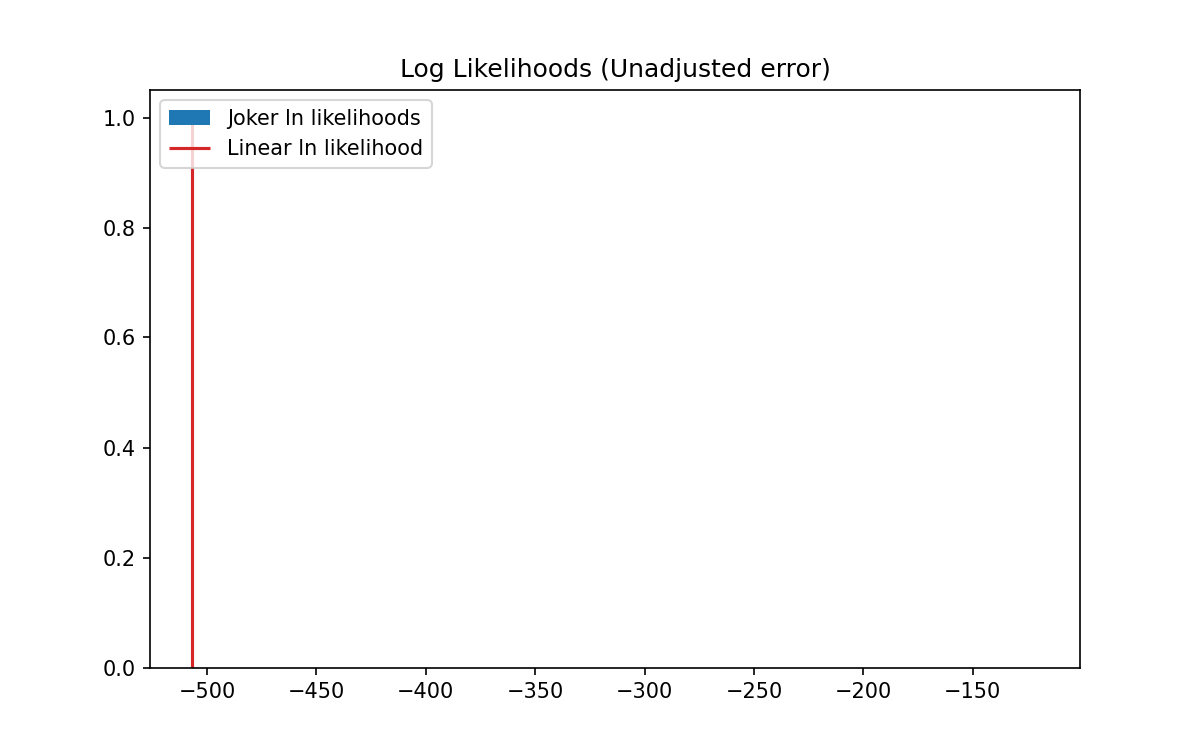 Log Likelihoods (Unadjusted error)
Joker ln likelihoods
Linear ln likelihood
1.0
0.8
0.6
0.4
0.2
0.0
−500 −450 −400 −350 −300 −250 −200 −150